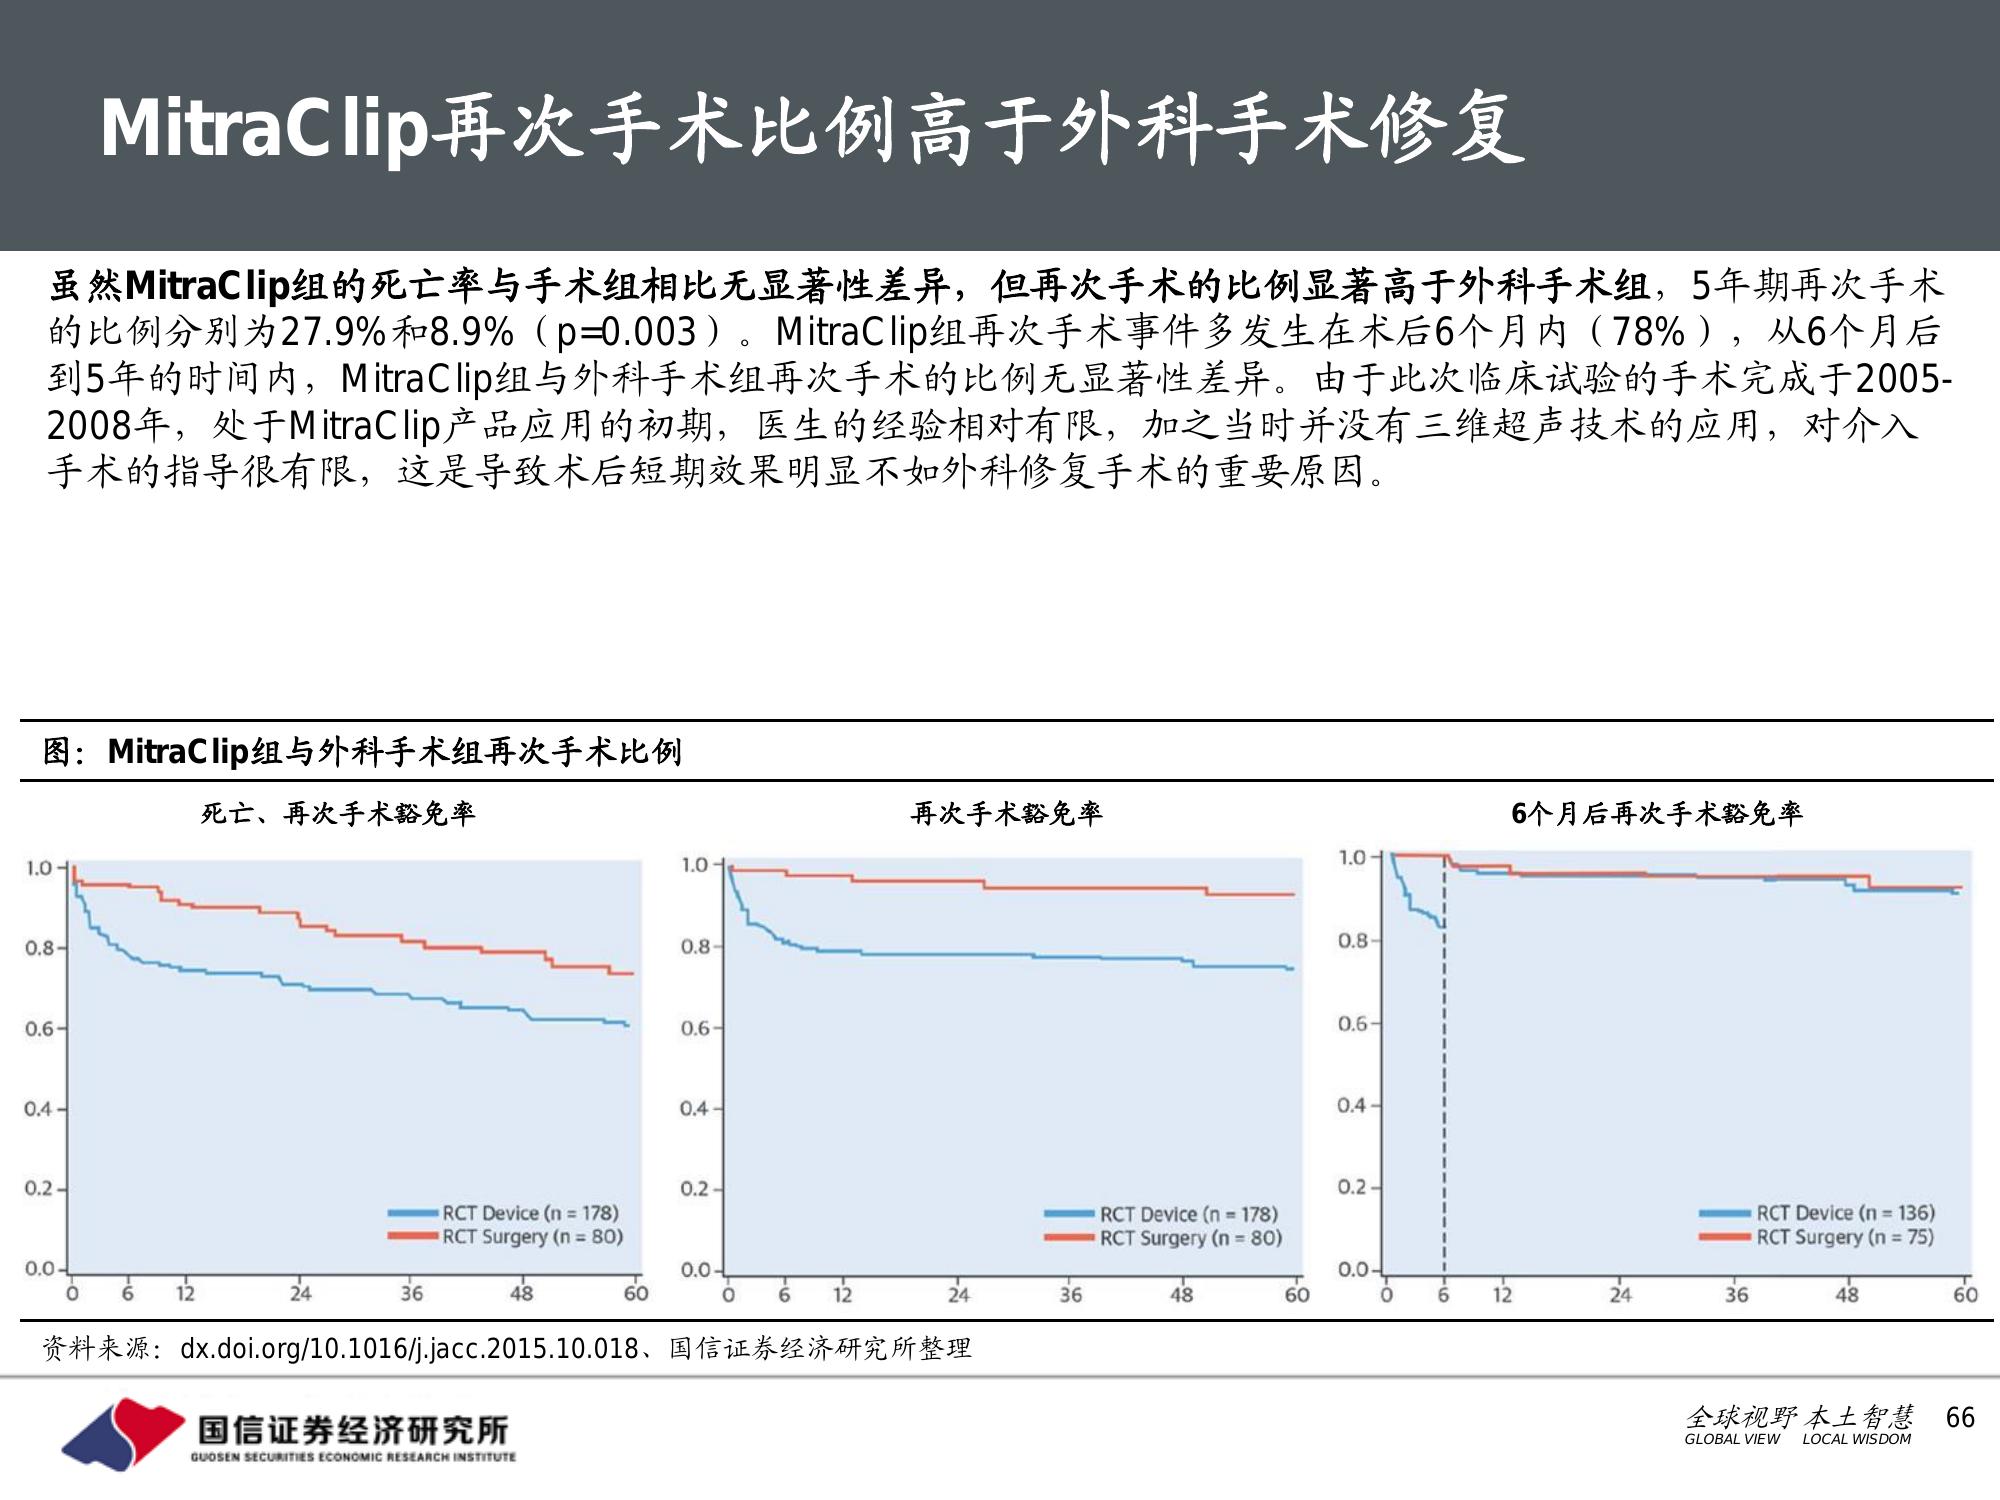 MitraClip再次手术比例高于外科手术修复
虽然MitraClip组的死亡率与手术组相比无显著性差异，但再次手术的比例显著高于外科手术组，5年期再次手术
的比例分别为27.9%和8.9%（p=0.003）。MitraClip组再次手术事件多发生在术后6个月内（78%），从6个月后
到5年的时间内，MitraClip组与外科手术组再次手术的比例无显著性差异。由于此次临床试验的手术完成于2005-
2008年，处于MitraClip产品应用的初期，医生的经验相对有限，加之当时并没有三维超声技术的应用，对介入
手术的指导很有限，这是导致术后短期效果明显不如外科修复手术的重要原因。
图：MitraClip组与外科手术组再次手术比例
死亡、再次手术豁免率
1.0
0.8
0.6
0.4
0.2
0.0
RCT Device (n = 178)
RCT Surgery (n = 80)
0 6 12 24 36 48 60
再次手术豁免率
1.0
0.8
0.6
0.4
0.2
0.0
RCT Device (n = 178)
RCT Surgery (n = 80)
0 6 12 24 36 48 60
6个月后再次手术豁免率
1.0
0.8
0.6
0.4
0.2
0.0
RCT Device (n = 136)
RCT Surgery (n = 75)
0 6 12 24 36 48 60
资料来源：dx.doi.org/10.1016/j.jacc.2015.10.018、国信证券经济研究所整理
国信证券经济研究所
GUOSEN SECURITIES ECONOMIC RESEARCH INSTITUTE
全球视野 本土智慧
GLOBAL VIEW LOCAL WISDOM
66